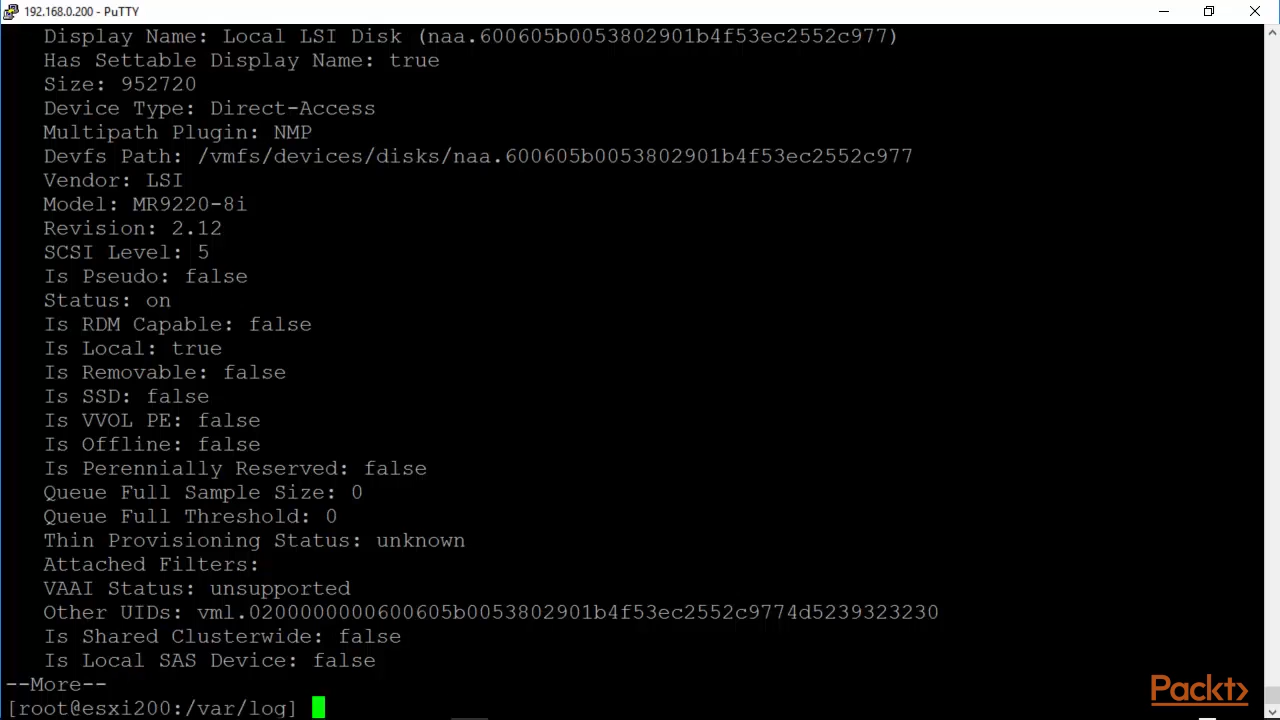 192.168.0.200 - PuTTY
Display Name: Local LSI Disk (naa.600605b0053802901b4f53ec2552c977)
Has Settable Display Name: true
Size: 952720
Device Type: Direct-Access
Multipath Plugin: NMP
Devfs Path: /vmfs/devices/disks/naa.600605b0053802901b4f53ec2552c977
Vendor: LSI
Model: MR9220-8i
Revision: 2.12
SCSI Level: 5
Is Pseudo: false
Status: on
Is RDM Capable: false
Is Local: true
Is Removable: false
Is SSD: false
Is VVOL PE: false
Is Offline: false
Is Perennially Reserved: false
Queue Full Sample Size: 0
Queue Full Threshold: 0
Thin Provisioning Status: unknown
Attached Filters:
VAAI Status: unsupported
Other UIDs: vml.0200000000600605b0053802901b4f53ec2552c9774d5239323230
Is Shared Clusterwide: false
Is Local SAS Device: false
--More--
[root@esxi200:/var/log]
Packt>